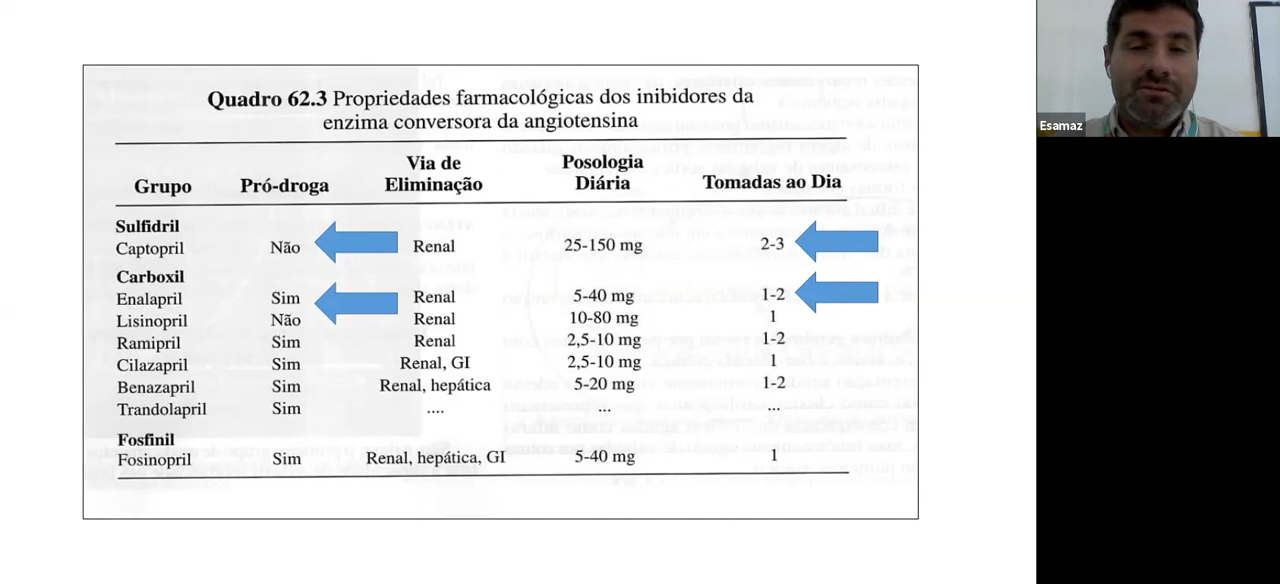 Quadro 62.3 Propriedades farmacológicas dos inibidores da
enzima conversora da angiotensina
Grupo Pró-droga Via de Eliminação Posologia Diária Tomadas ao Dia
Sulfidril
Captopril Não Renal 25-150 mg 2-3
Carboxil
Enalapril Sim Renal 5-40 mg 1-2
Lisinopril Não Renal 10-80 mg 1
Ramipril Sim Renal 2,5-10 mg 1-2
Cilazapril Sim Renal, GI 2,5-10 mg 1
Benazapril Sim Renal, hepática 5-20 mg 1-2
Trandolapril Sim .... ... ...
Fosfinil
Fosinopril Sim Renal, hepática, GI 5-40 mg 1
Esamaz